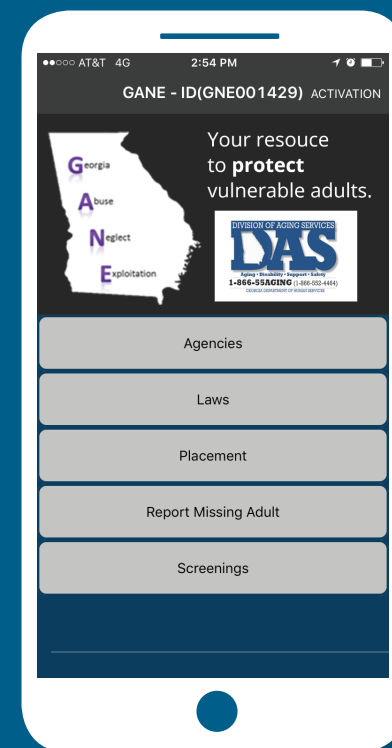 AT&T 4G 2:54 PM
GANE - ID(GNE001429) ACTIVATION
Georgia
Abuse
Neglect
Exploitation
Your resouce
to protect
vulnerable adults.
DIVISION OF AGING SERVICES
DAS
Aging • Disability • Support • Safety
1-866-55AGING (1-866-552-4464)
GEORGIA DEPARTMENT OF HUMAN SERVICES
Agencies
Laws
Placement
Report Missing Adult
Screenings